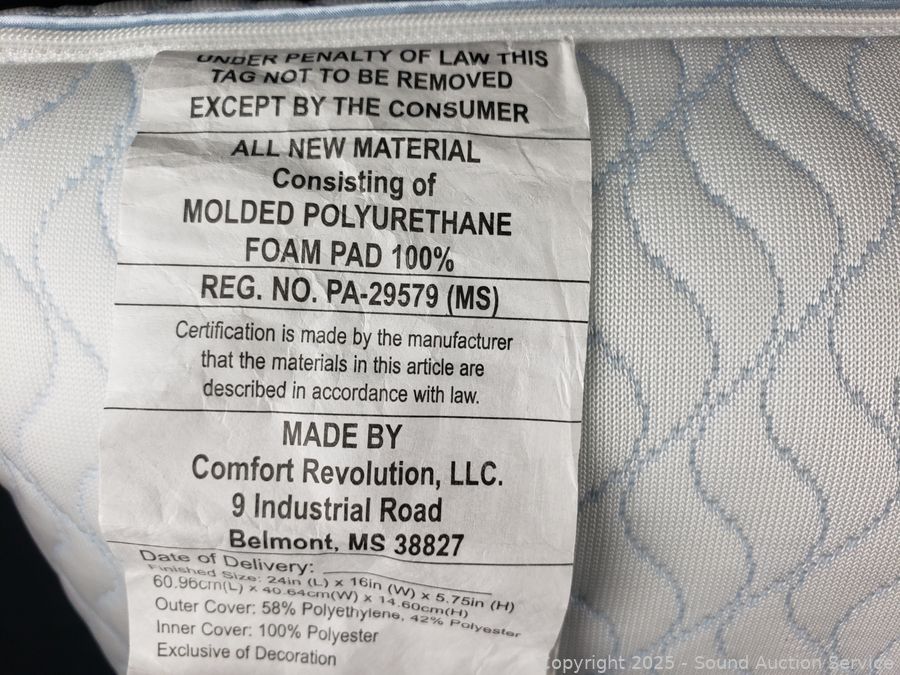 UNDER PENALTY OF LAW THIS
TAG NOT TO BE REMOVED
EXCEPT BY THE CONSUMER
ALL NEW MATERIAL
Consisting of
MOLDED POLYURETHANE
FOAM PAD 100%
REG. NO. PA-29579 (MS)
Certification is made by the manufacturer
that the materials in this article are
described in accordance with law.
MADE BY
Comfort Revolution, LLC.
9 Industrial Road
Belmont, MS 38827
Date of Delivery:
Finished Size: 24in (L) x 16in (W) x 5.75in (H)
60.96cm(L) x 40.64cm(W) x 14.60cm(H)
Outer Cover: 58% Polyethylene, 42% Polyester
Inner Cover: 100% Polyester
Exclusive of Decoration
Copyright 2025 - Sound Auction Service